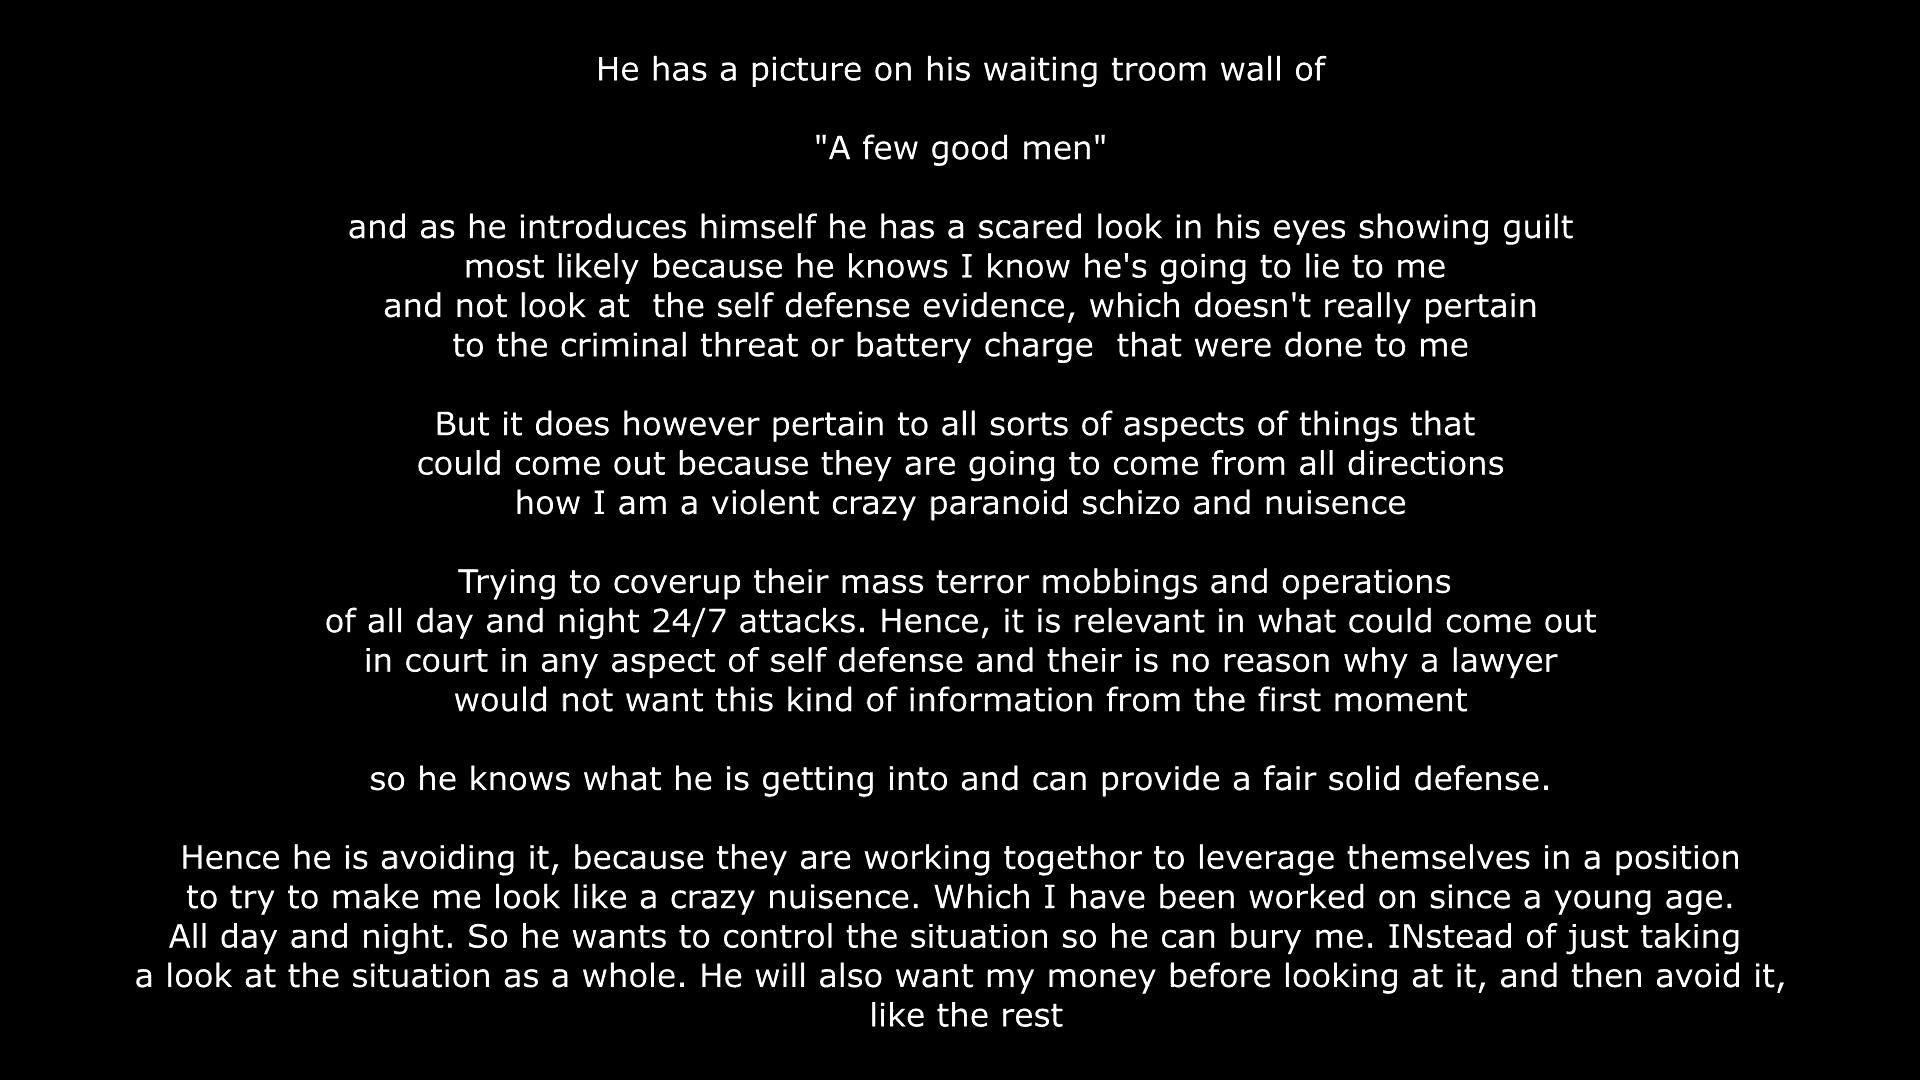 He has a picture on his waiting troom wall of
"A few good men"
and as he introduces himself he has a scared look in his eyes showing guilt
most likely because he knows I know he's going to lie to me
and not look at  the self defense evidence, which doesn't really pertain
to the criminal threat or battery charge  that were done to me
But it does however pertain to all sorts of aspects of things that
could come out because they are going to come from all directions
how I am a violent crazy paranoid schizo and nuisence
Trying to coverup their mass terror mobbings and operations
of all day and night 24/7 attacks. Hence, it is relevant in what could come out
in court in any aspect of self defense and their is no reason why a lawyer
would not want this kind of information from the first moment
so he knows what he is getting into and can provide a fair solid defense.
Hence he is avoiding it, because they are working togethor to leverage themselves in a position
to try to make me look like a crazy nuisence. Which I have been worked on since a young age.
All day and night. So he wants to control the situation so he can bury me. INstead of just taking
a look at the situation as a whole. He will also want my money before looking at it, and then avoid it,
like the rest